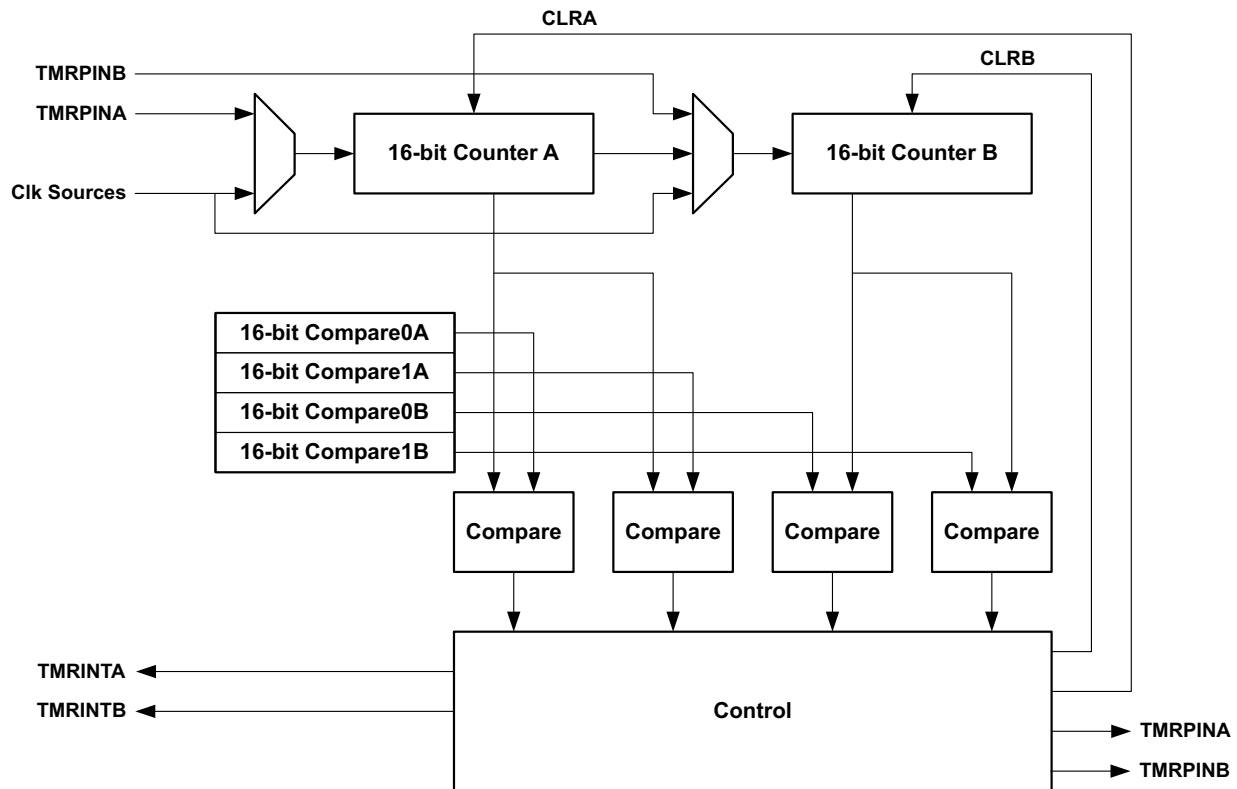 CLRA
CLRB
TMRPINB
TMRPINA
16-bit Counter A
16-bit Counter B
Clk Sources
16-bit Compare0A
16-bit Compare1A
16-bit Compare0B
16-bit Compare1B
Compare
Compare
Compare
Compare
TMRINTA
TMRINTB
Control
TMRPINA
TMRPINB